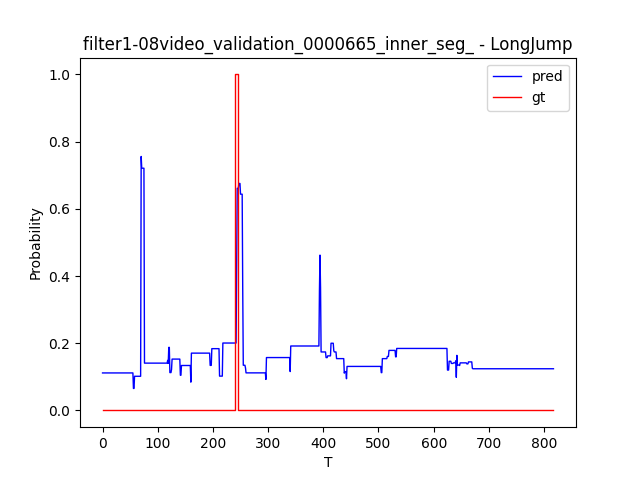 filter1-08video_validation_0000665_inner_seg_ - LongJump
pred
gt
1.0
0.8
0.6
0.4
0.2
0.0
Probability
0 100 200 300 400 500 600 700 800
T